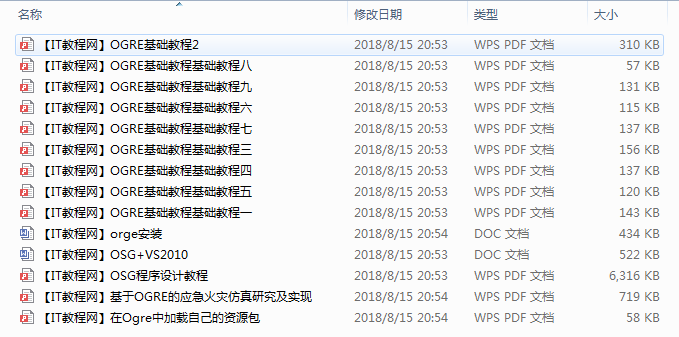 名称 修改日期 类型 大小
【IT教程网】OGRE基础教程2 2018/8/15 20:53 WPS PDF 文档 310 KB
【IT教程网】OGRE基础教程基础教程八 2018/8/15 20:53 WPS PDF 文档 57 KB
【IT教程网】OGRE基础教程基础教程九 2018/8/15 20:53 WPS PDF 文档 131 KB
【IT教程网】OGRE基础教程基础教程六 2018/8/15 20:53 WPS PDF 文档 115 KB
【IT教程网】OGRE基础教程基础教程七 2018/8/15 20:53 WPS PDF 文档 137 KB
【IT教程网】OGRE基础教程基础教程三 2018/8/15 20:53 WPS PDF 文档 156 KB
【IT教程网】OGRE基础教程基础教程四 2018/8/15 20:53 WPS PDF 文档 137 KB
【IT教程网】OGRE基础教程基础教程五 2018/8/15 20:53 WPS PDF 文档 120 KB
【IT教程网】OGRE基础教程基础教程一 2018/8/15 20:53 WPS PDF 文档 143 KB
【IT教程网】orge安装 2018/8/15 20:54 DOC 文档 434 KB
【IT教程网】OSG+VS2010 2018/8/15 20:53 DOC 文档 522 KB
【IT教程网】OSG程序设计教程 2018/8/15 20:53 WPS PDF 文档 6,316 KB
【IT教程网】基于OGRE的应急火灾仿真研究及实现 2018/8/15 20:54 WPS PDF 文档 719 KB
【IT教程网】在Ogre中加载自己的资源包 2018/8/15 20:54 WPS PDF 文档 58 KB